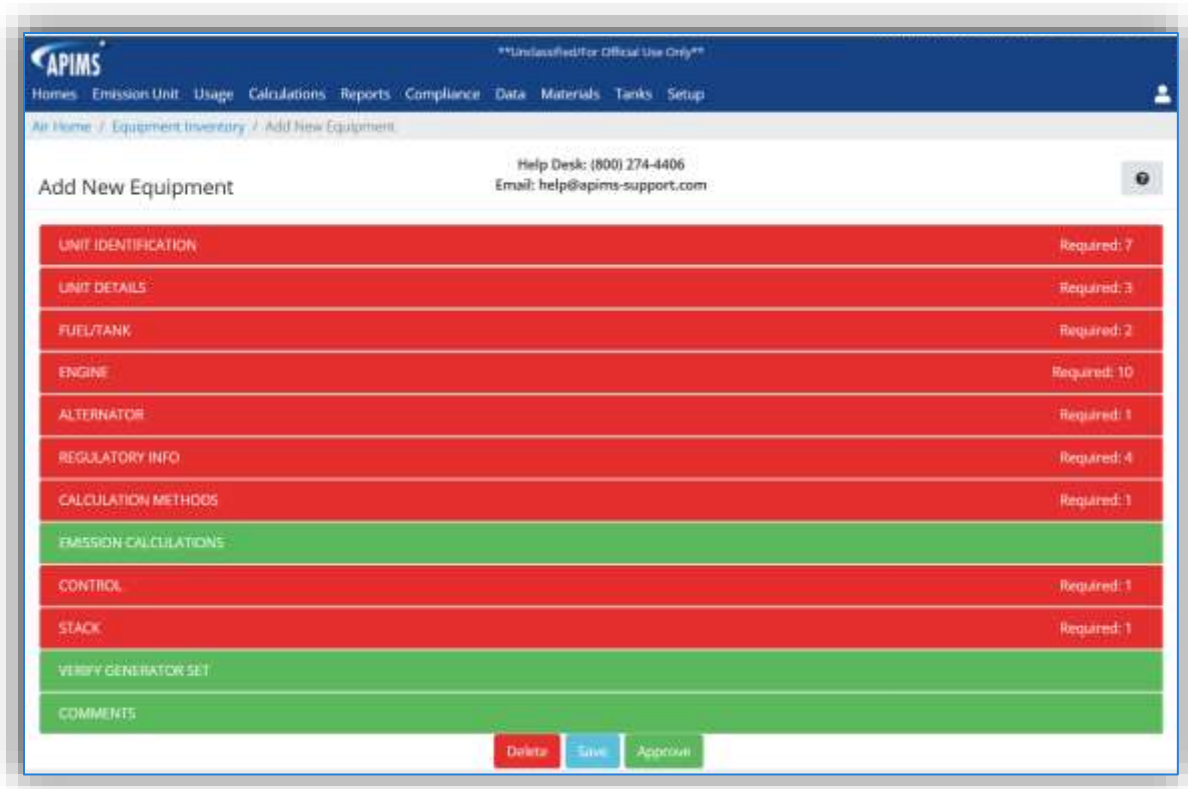 APIMS
**Unclassified/For Official Use Only**
Homes Emission Unit Usage Calculations Reports Compliance Data Materials Tanks Setup
Air Home / Equipment Inventory / Add New Equipment
Help Desk: (800) 274-4406
Add New Equipment
Email: help@apims-support.com
UNIT IDENTIFICATION Required: 7
UNIT DETAILS Required: 3
FUEL/TANK Required: 2
ENGINE Required: 10
ALTERNATOR Required: 1
REGULATORY INFO Required: 4
CALCULATION METHODS Required: 1
EMISSION CALCULATIONS
CONTROL Required: 1
STACK Required: 1
VERIFY GENERATOR SET
COMMENTS
Delete Save Approve